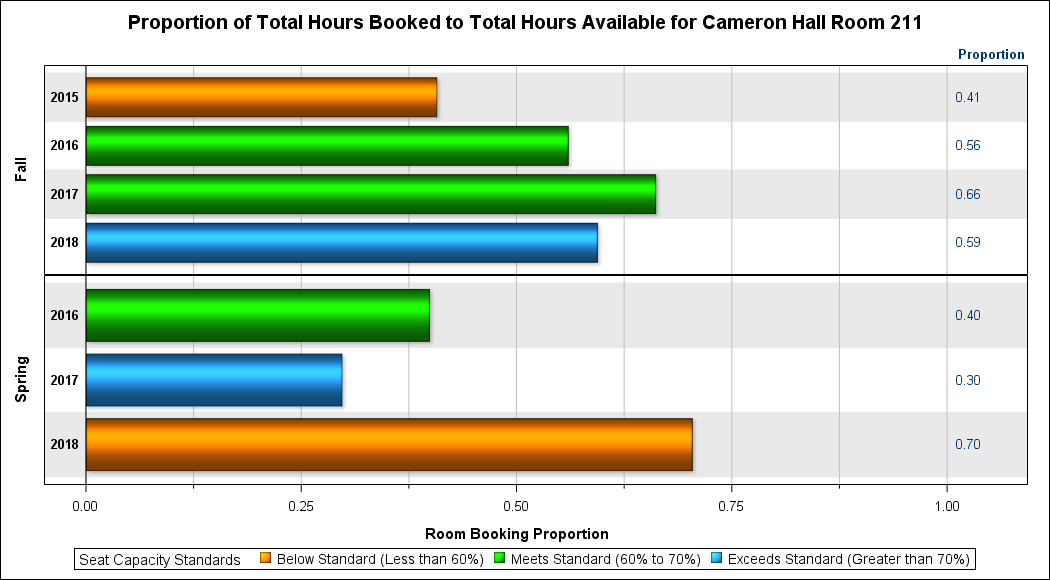 Proportion of Total Hours Booked to Total Hours Available for Cameron Hall Room 211
Proportion
Fall
2015 0.41
2016 0.56
2017 0.66
2018 0.59
Spring
2016 0.40
2017 0.30
2018 0.70
0.00 0.25 0.50 0.75 1.00
Room Booking Proportion
Seat Capacity Standards Below Standard (Less than 60%) Meets Standard (60% to 70%) Exceeds Standard (Greater than 70%)